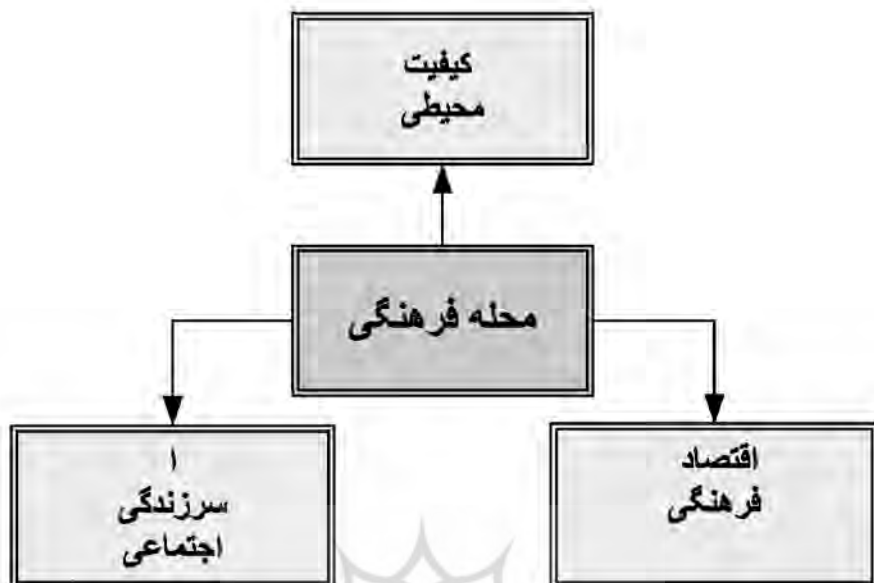 کیفیت
محیطی
محله فرهنگی
اقتصاد
فرهنگی
ا
سرزندگی
اجتماعی